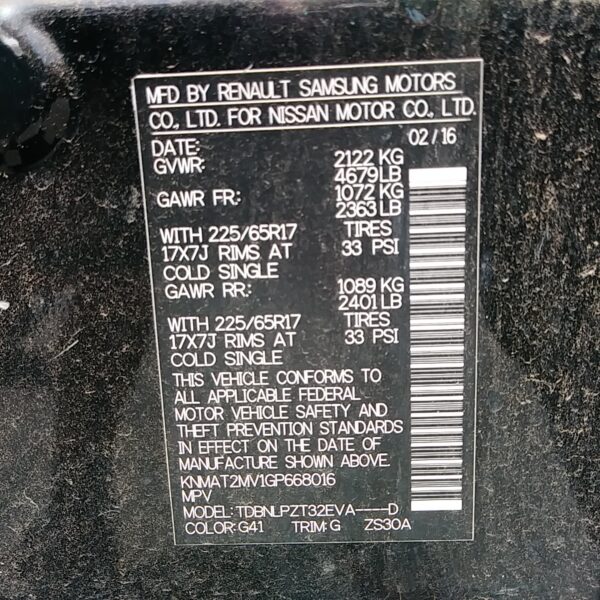 MFD BY RENAULT SAMSUNG MOTORS
CO., LTD. FOR NISSAN MOTOR CO., LTD.
DATE: 02/16
GVWR: 2122 KG
4679LB
GAWR FR: 1072 KG
2363LB
WITH 225/65R17 TIRES
17X7J RIMS AT 33 PSI
COLD SINGLE
GAWR RR: 1089 KG
2401 LB
WITH 225/65R17 TIRES
17X7J RIMS AT 33 PSI
COLD SINGLE
THIS VEHICLE CONFORMS TO
ALL APPLICABLE FEDERAL
MOTOR VEHICLE SAFETY AND
THEFT PREVENTION STANDARDS
IN EFFECT ON THE DATE OF
MANUFACTURE SHOWN ABOVE.
KNMAT2MV1GP668016
MPV
MODEL: TDBNLPZT32EVA----D
COLOR:G41 TRIM:G ZS30A